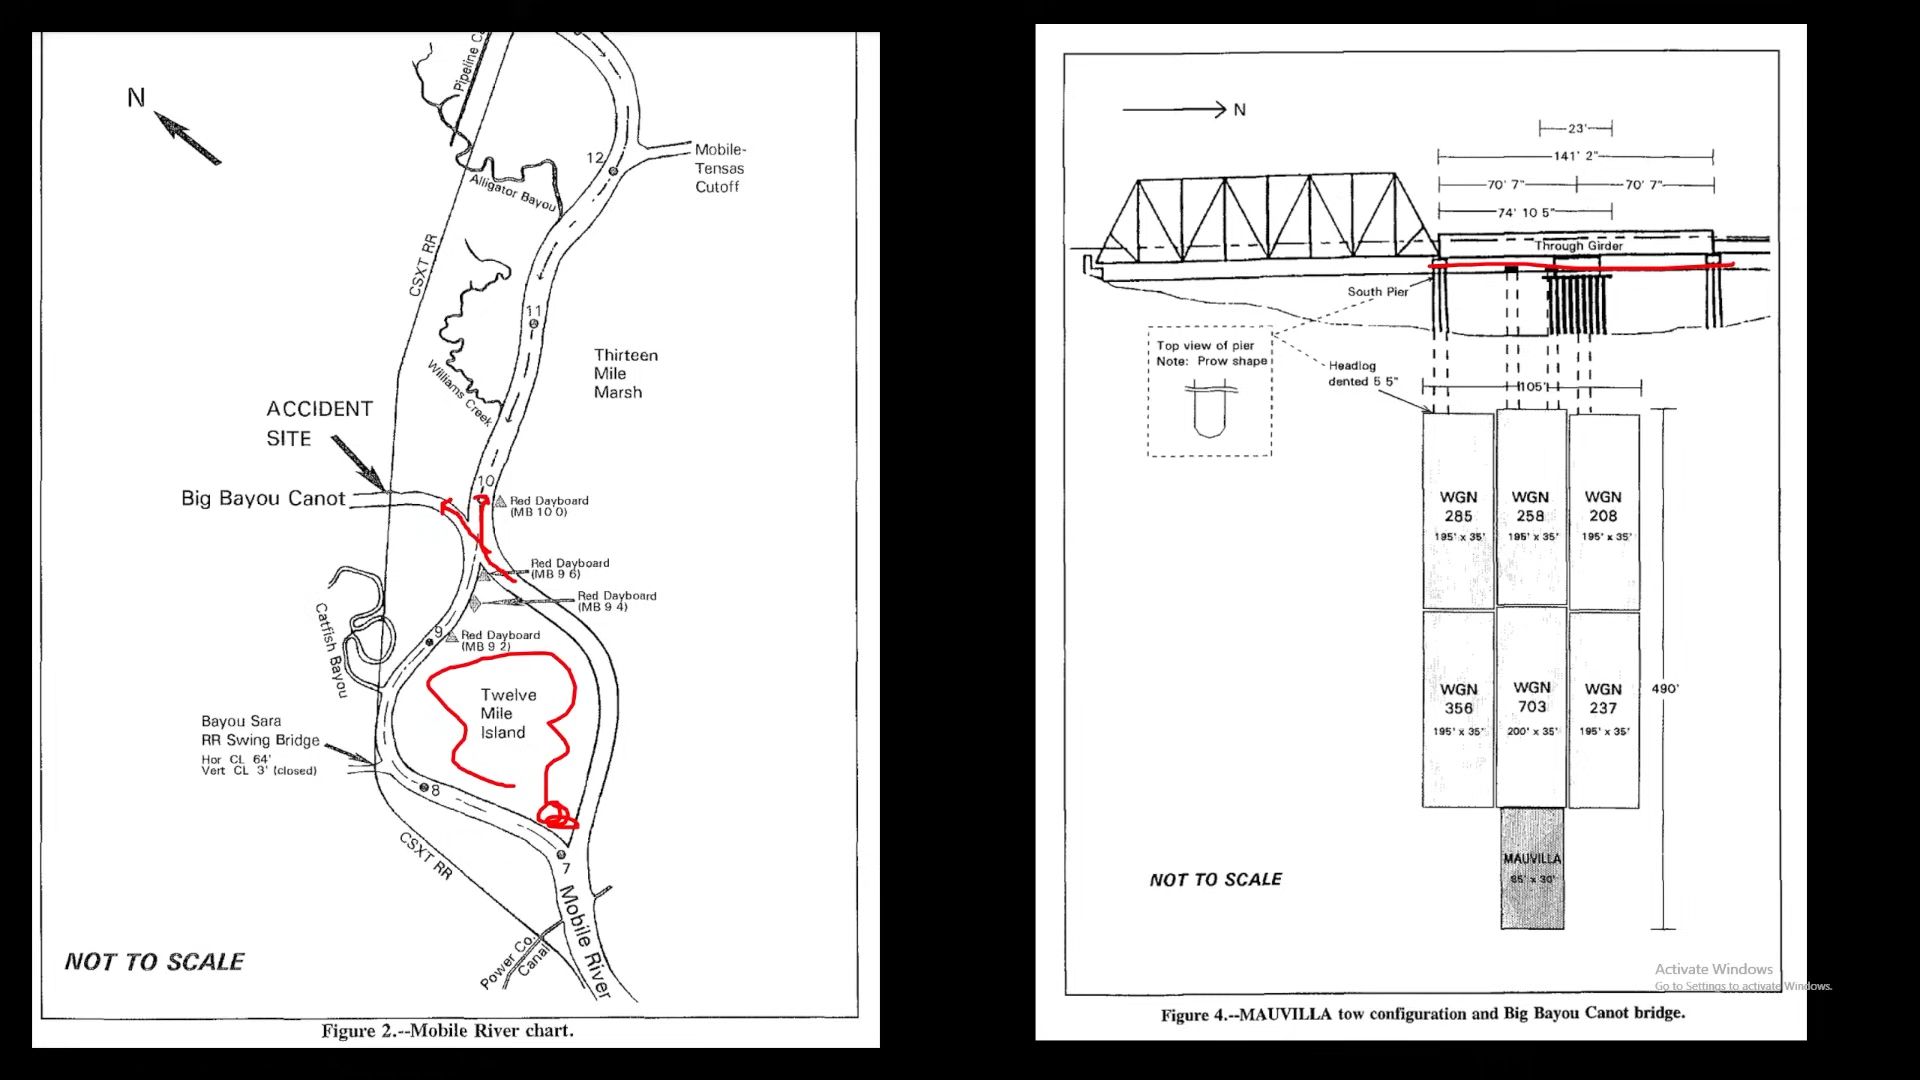 N
Pipeline
12
Mobile-
Tensas
Cutoff
Alligator Bayou
CSXT RR
11
Thirteen
Mile
Marsh
Williams Creek
ACCIDENT
SITE
10
Big Bayou Canot
Red Dayboard
(MB 10 0)
Red Dayboard
(MB 9 6)
Red Dayboard
(MB 9 4)
Catfish Bayou
9
Red Dayboard
(MB 9 2)
Twelve
Mile
Island
Bayou Sara
RR Swing Bridge
Hor CL 64'
Vert CL 3' (closed)
8
CSXT RR
7
Mobile River
Power Co.
Canal
NOT TO SCALE
Figure 2.--Mobile River chart.
N
23'
141' 2"
70' 7"
70' 7"
74' 10 5"
Through Girder
South Pier
Top view of pier
Note: Prow shape
Headlog
dented 5 5"
105'
WGN
285
195' x 35'
WGN
258
195' x 35'
WGN
208
195' x 35'
WGN
356
195' x 35'
WGN
703
200' x 35'
WGN
237
195' x 35'
490'
MAUVILLA
85' x 30'
NOT TO SCALE
Activate Windows
Go to Settings to activate Windows.
Figure 4.--MAUVILLA tow configuration and Big Bayou Canot bridge.